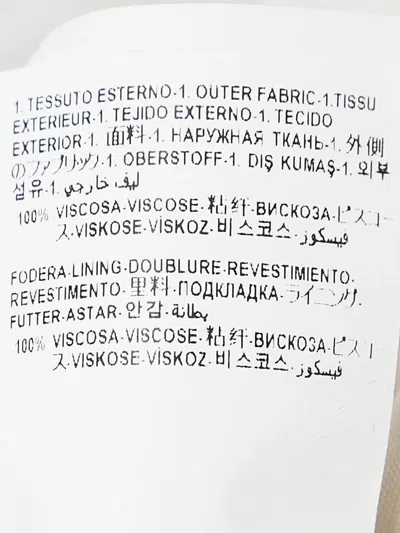 1. TESSUTO ESTERNO-1. OUTER FABRIC-1.TISSU
EXTERIEUR-1. TEJIDO EXTERNO-1. TECIDO
EXTERIOR-1. 面料-1. НАРУЖНАЯ ТКАНЬ-1. 外側
のファブリック-1. OBERSTOFF-1. DIŞ KUMAŞ-1. 외부
섬유-1. ليف خارجي
100% VISCOSA-VISCOSE-粘纤-ВИСКОЗА-ビスコー
ス-VISKOSE-VİSKOZ-비스코스-فيسكوز
FODERA-LINING-DOUBLURE-REVESTIMIENTO-
REVESTIMENTO-里料-ПОДКЛАДКА-ライニング-
FUTTER-ASTAR-안감-بطانة
100% VISCOSA-VISCOSE-粘纤-ВИСКОЗА-ビスコー
ス-VISKOSE-VİSKOZ-비스코스-فيسكوز